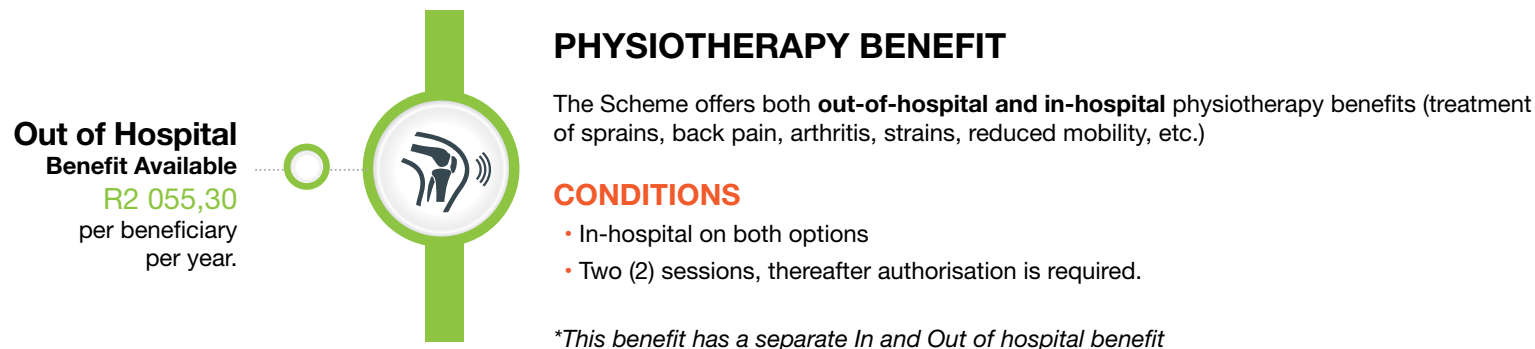 Out of Hospital
Benefit Available
R2 055,30
per beneficiary
per year.
PHYSIOTHERAPY BENEFIT
The Scheme offers both out-of-hospital and in-hospital physiotherapy benefits (treatment
of sprains, back pain, arthritis, strains, reduced mobility, etc.)
CONDITIONS
• In-hospital on both options
• Two (2) sessions, thereafter authorisation is required.
*This benefit has a separate In and Out of hospital benefit